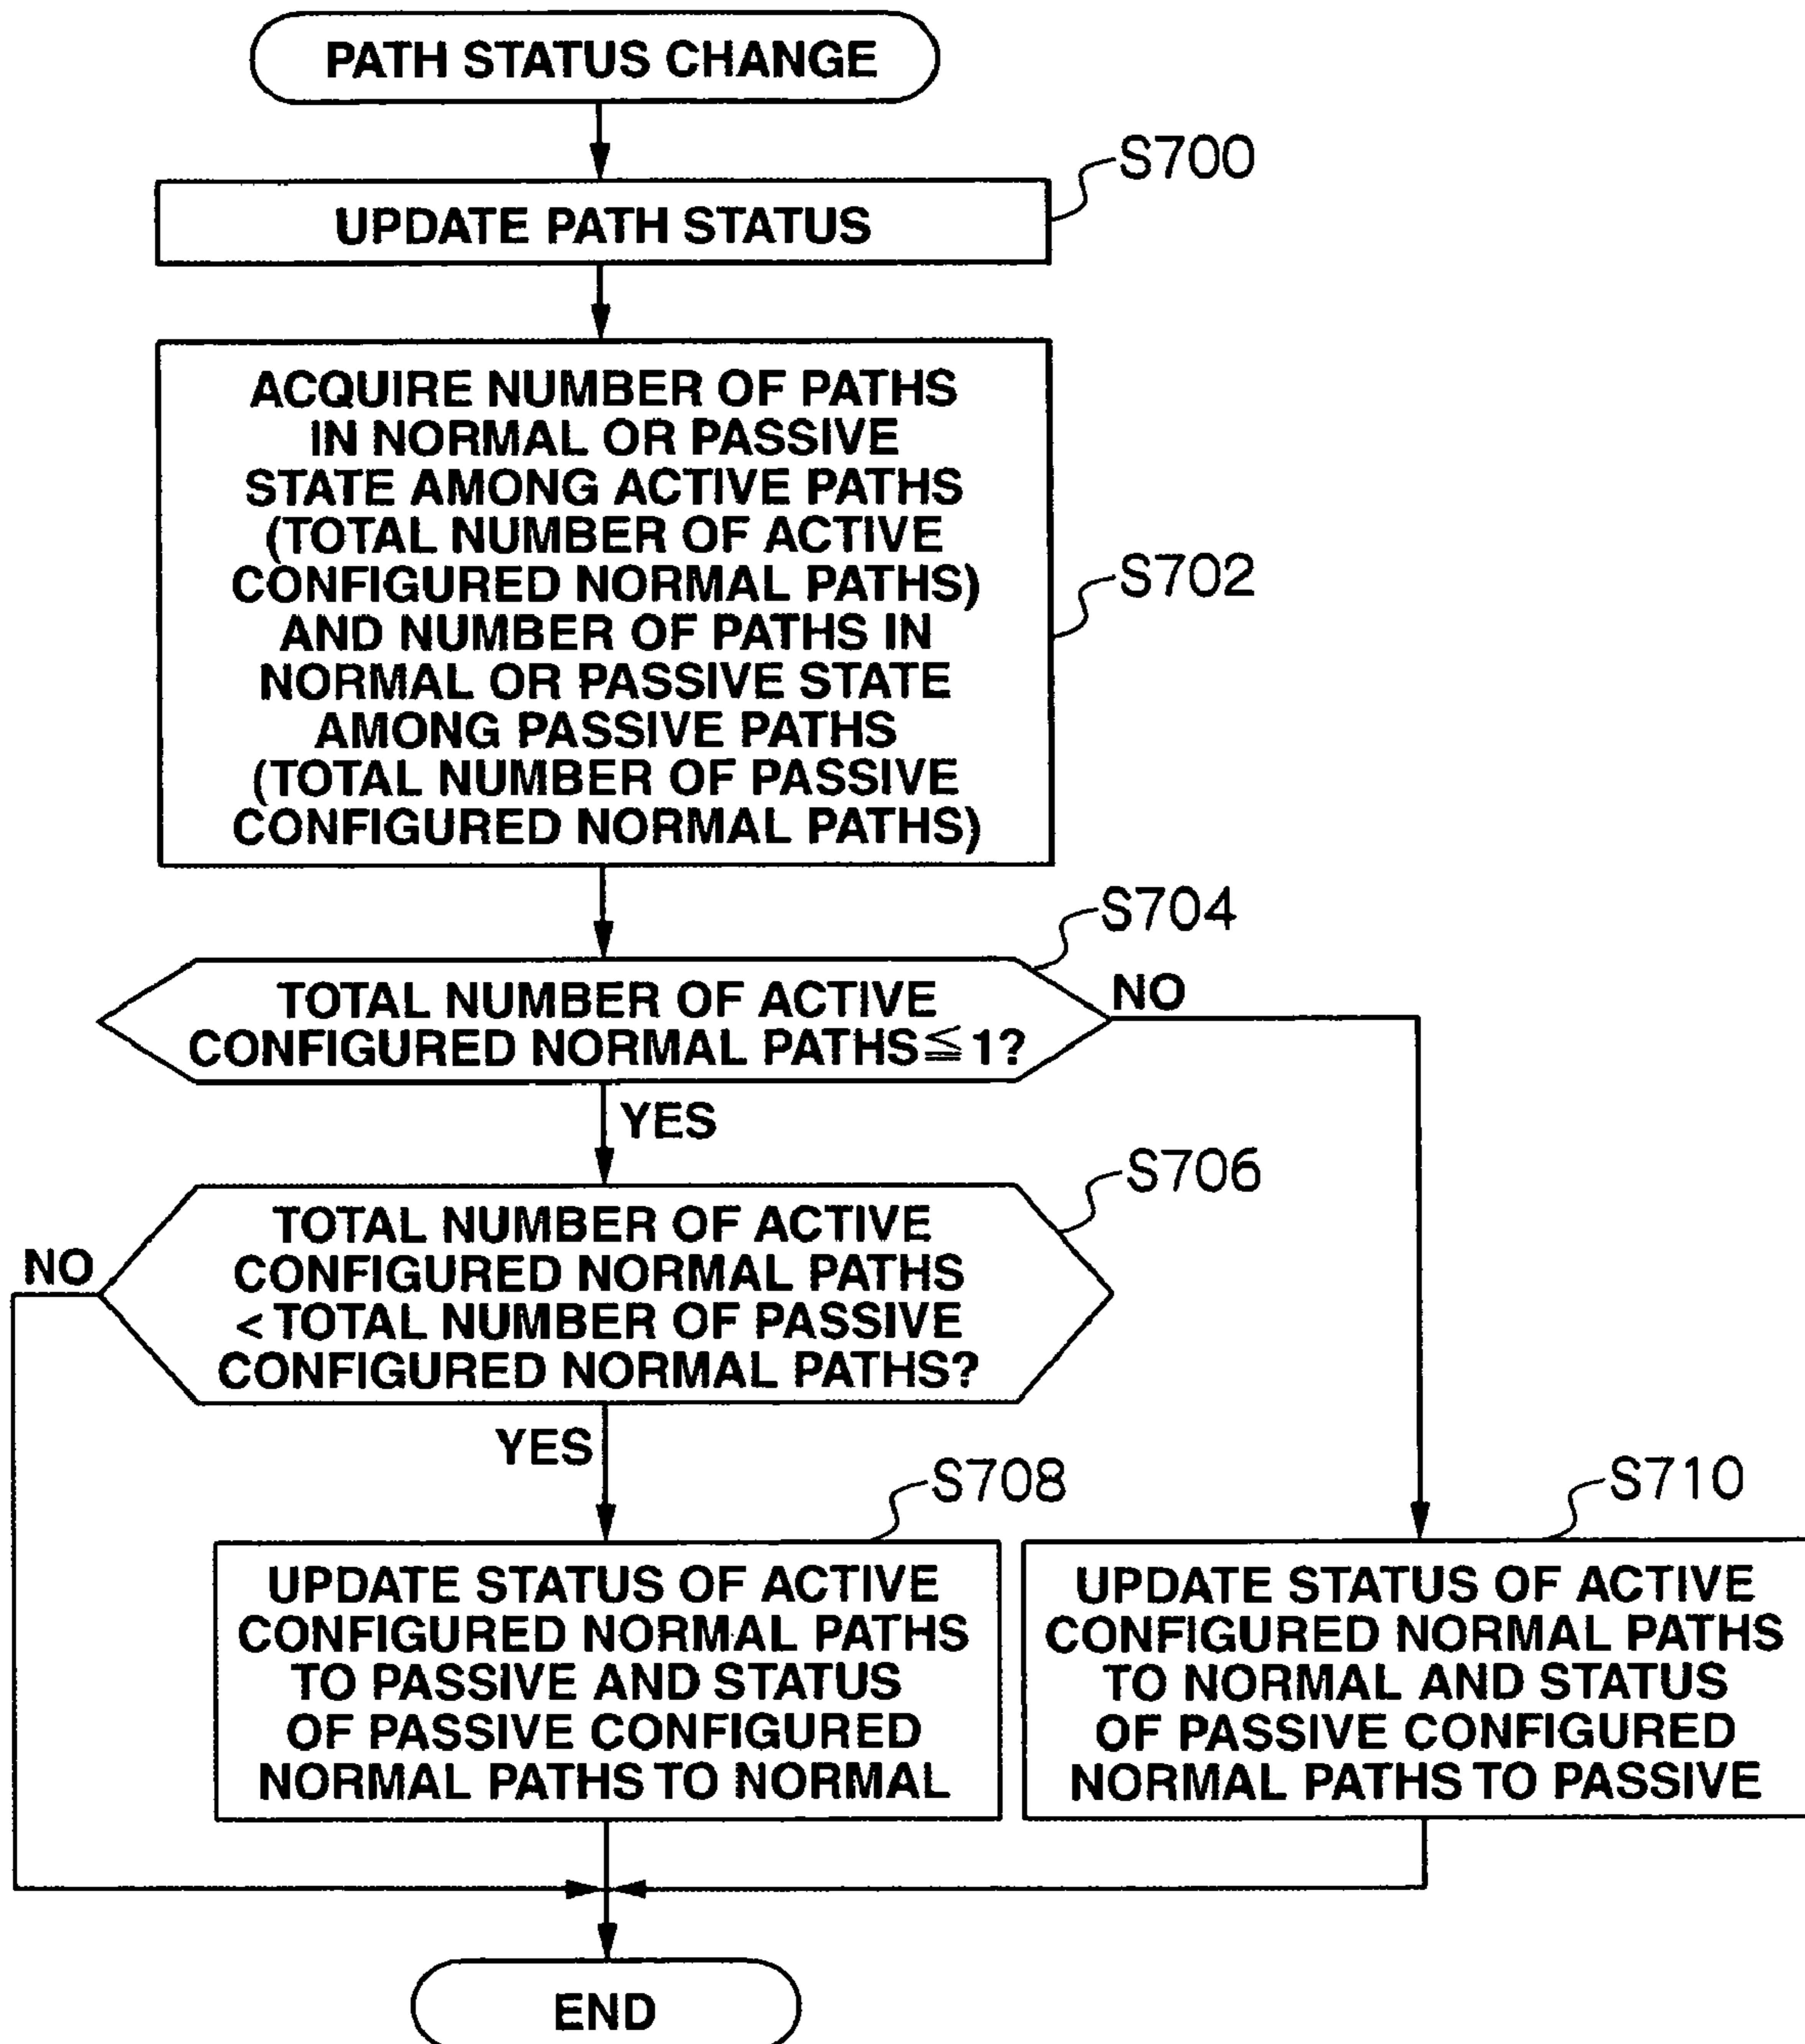 PATH STATUS CHANGE
S700
UPDATE PATH STATUS
ACQUIRE NUMBER OF PATHS
IN NORMAL OR PASSIVE
STATE AMONG ACTIVE PATHS
(TOTAL NUMBER OF ACTIVE
CONFIGURED NORMAL PATHS)
AND NUMBER OF PATHS IN
NORMAL OR PASSIVE STATE
AMONG PASSIVE PATHS
(TOTAL NUMBER OF PASSIVE
CONFIGURED NORMAL PATHS)
S702
S704
TOTAL NUMBER OF ACTIVE
CONFIGURED NORMAL PATHS≦1?
NO
YES
S706
TOTAL NUMBER OF ACTIVE
CONFIGURED NORMAL PATHS
<TOTAL NUMBER OF PASSIVE
CONFIGURED NORMAL PATHS?
NO
YES
S708
UPDATE STATUS OF ACTIVE
CONFIGURED NORMAL PATHS
TO PASSIVE AND STATUS
OF PASSIVE CONFIGURED
NORMAL PATHS TO NORMAL
S710
UPDATE STATUS OF ACTIVE
CONFIGURED NORMAL PATHS
TO NORMAL AND STATUS
OF PASSIVE CONFIGURED
NORMAL PATHS TO PASSIVE
END